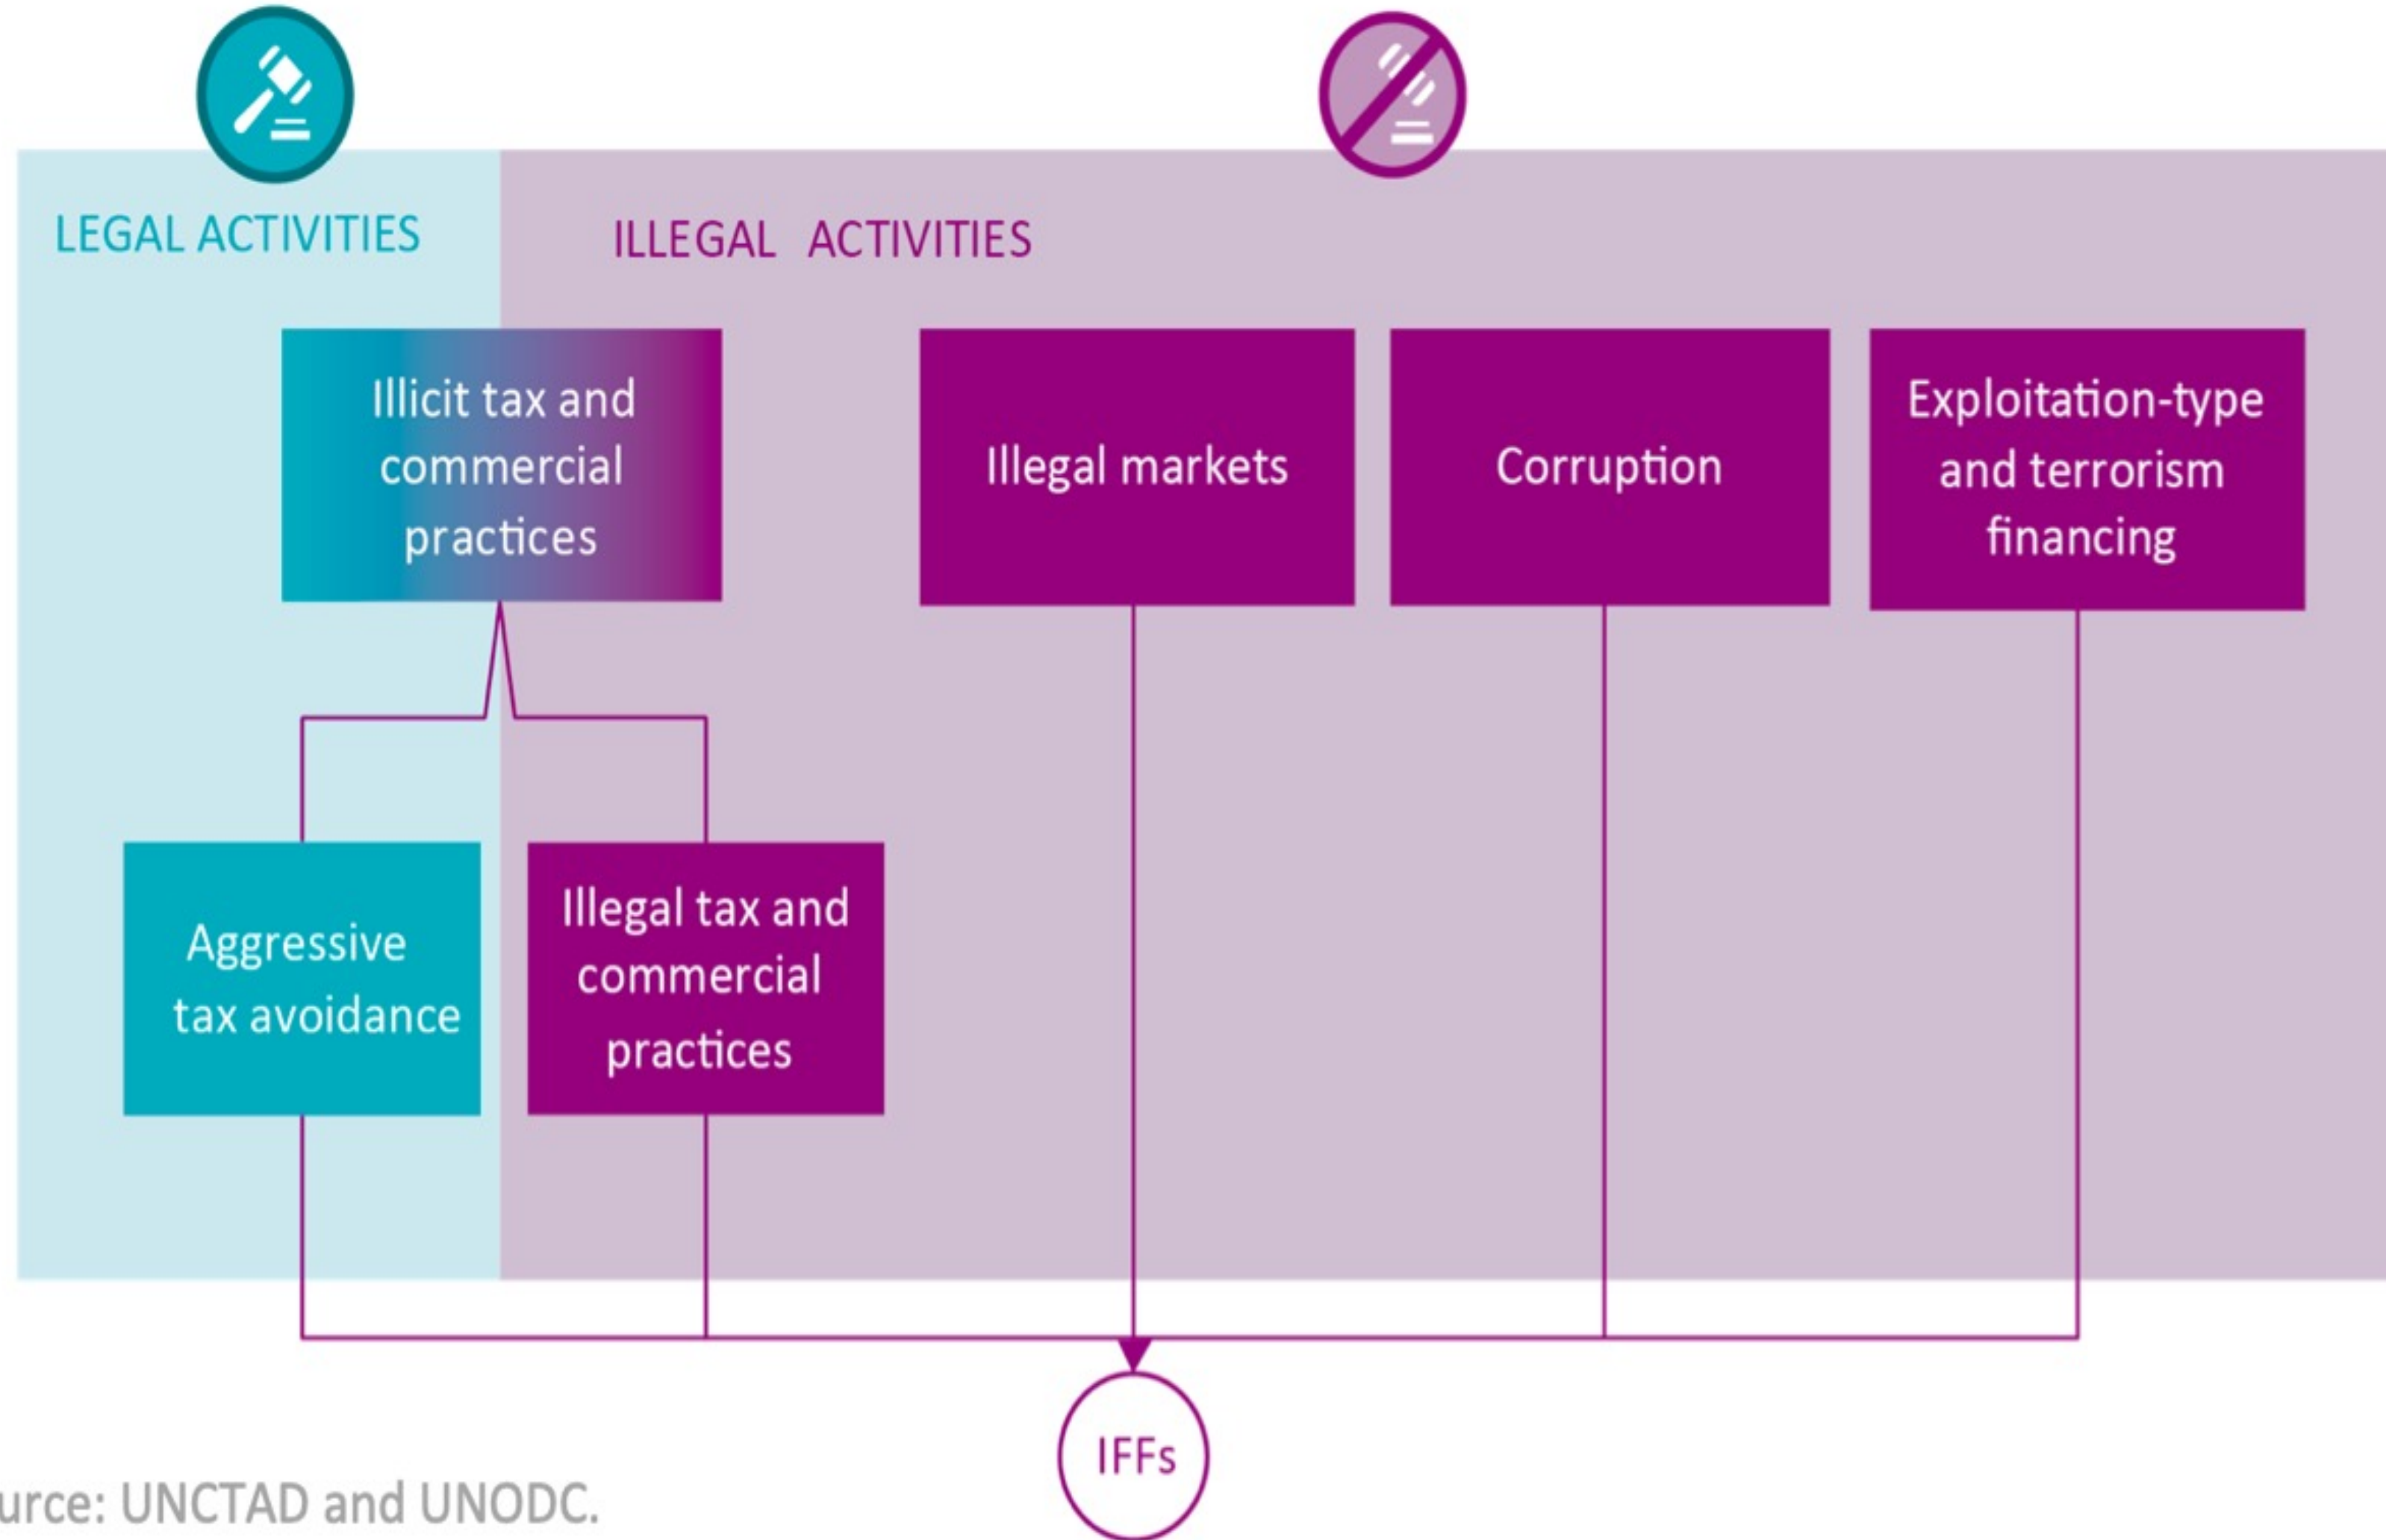 LEGAL ACTIVITIES
ILLEGAL ACTIVITIES
Illicit tax and
commercial
practices
Illegal markets
Corruption
Exploitation-type
and terrorism
financing
Aggressive
tax avoidance
Illegal tax and
commercial
practices
IFFs
urce: UNCTAD and UNODC.